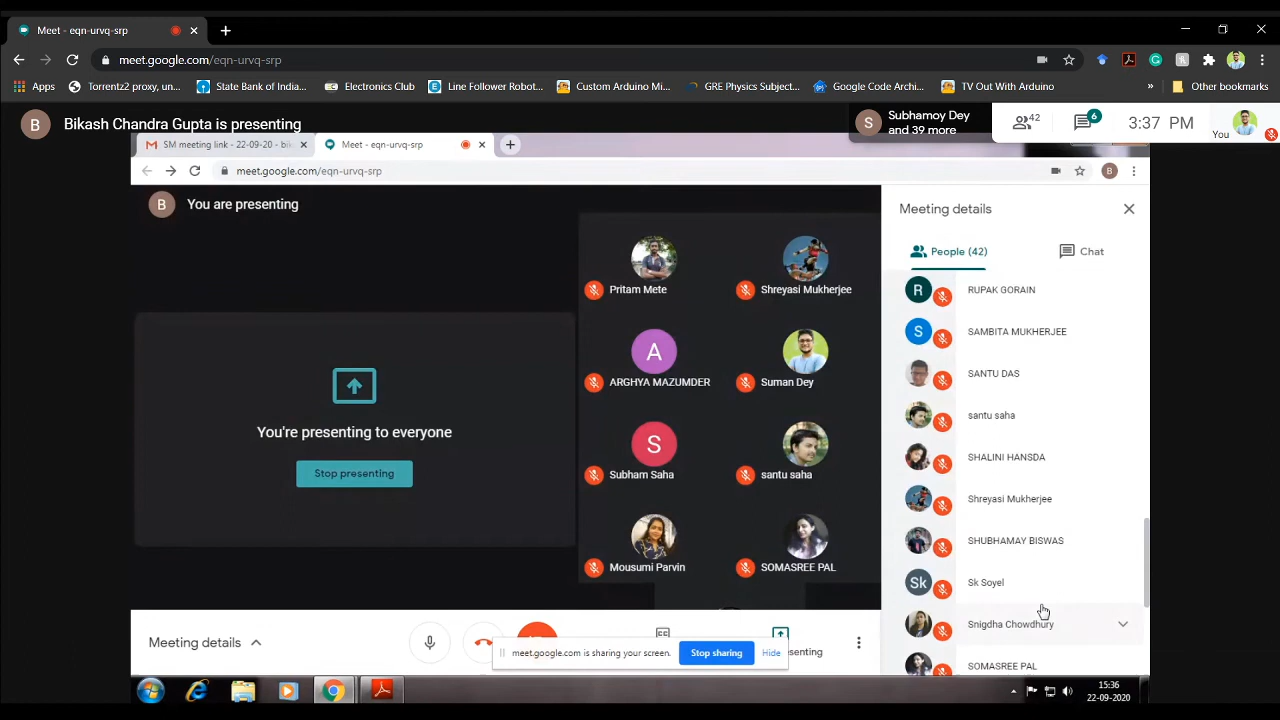 Meet - eqn-urvq-srp
meet.google.com/eqn-urvq-srp
Apps
Torrentz2 proxy, un...
State Bank of India...
Electronics Club
Line Follower Robot...
Custom Arduino Mi...
GRE Physics Subject...
Google Code Archi...
TV Out With Arduino
»
Other bookmarks
B
Bikash Chandra Gupta is presenting
S
Subhamoy Dey
and 39 more
42
6
3:37 PM
You
SM meeting link - 22-09-20 - bi
Meet - eqn-urvq-srp
meet.google.com/eqn-urvq-srp
B
B
You are presenting
You're presenting to everyone
Stop presenting
Pritam Mete
Shreyasi Mukherjee
A
ARGHYA MAZUMDER
Suman Dey
S
Subham Saha
santu saha
Mousumi Parvin
SOMASREE PAL
Meeting details
People (42)
Chat
R
RUPAK GORAIN
S
SAMBITA MUKHERJEE
SANTU DAS
santu saha
SHALINI HANSDA
Shreyasi Mukherjee
SHUBHAMAY BISWAS
Sk
Sk Soyel
Snigdha Chowdhury
SOMASREE PAL
Meeting details
meet.google.com is sharing your screen.
Stop sharing
Hide
15:36
22-09-2020